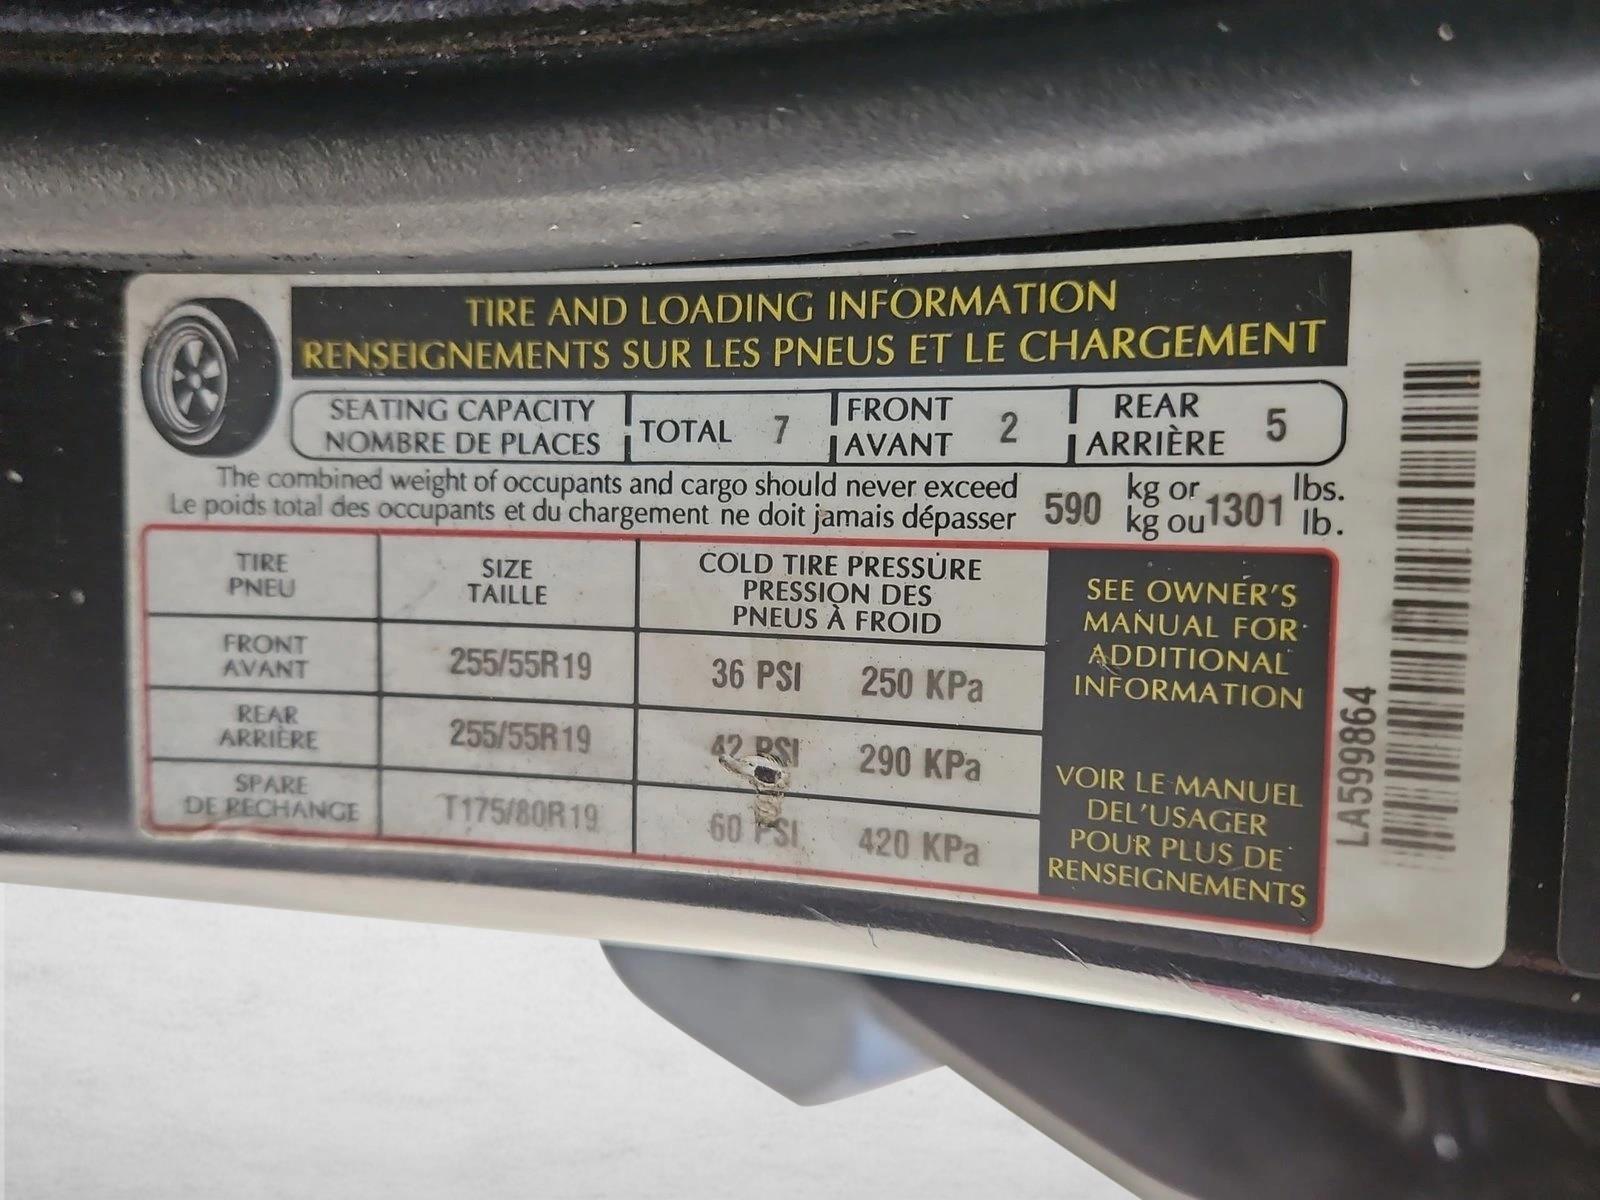 TIRE AND LOADING INFORMATION
RENSEIGNEMENTS SUR LES PNEUS ET LE CHARGEMENT
SEATING CAPACITY
NOMBRE DE PLACES
TOTAL 7
FRONT
AVANT 2
REAR
ARRIÈRE 5
The combined weight of occupants and cargo should never exceed
Le poids total des occupants et du chargement ne doit jamais dépasser
590 kg or 1301 lbs.
kg ou lb.
TIRE
PNEU
SIZE
TAILLE
COLD TIRE PRESSURE
PRESSION DES
PNEUS À FROID
FRONT
AVANT
255/55R19
36 PSI 250 KPa
REAR
ARRIÈRE
255/55R19
42 PSI 290 KPa
SPARE
DE RECHANGE
T175/80R19
60 PSI 420 KPa
SEE OWNER'S
MANUAL FOR
ADDITIONAL
INFORMATION
VOIR LE MANUEL
DEL'USAGER
POUR PLUS DE
RENSEIGNEMENTS
LA599864